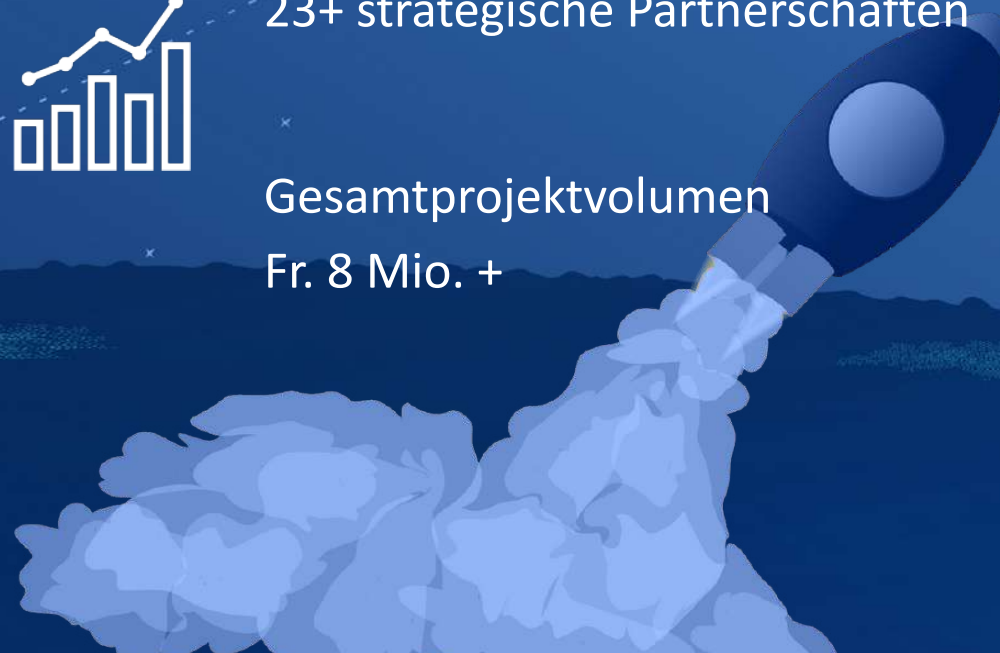 23+ strategische Partnerschaften
Gesamtprojektvolumen
Fr. 8 Mio. +